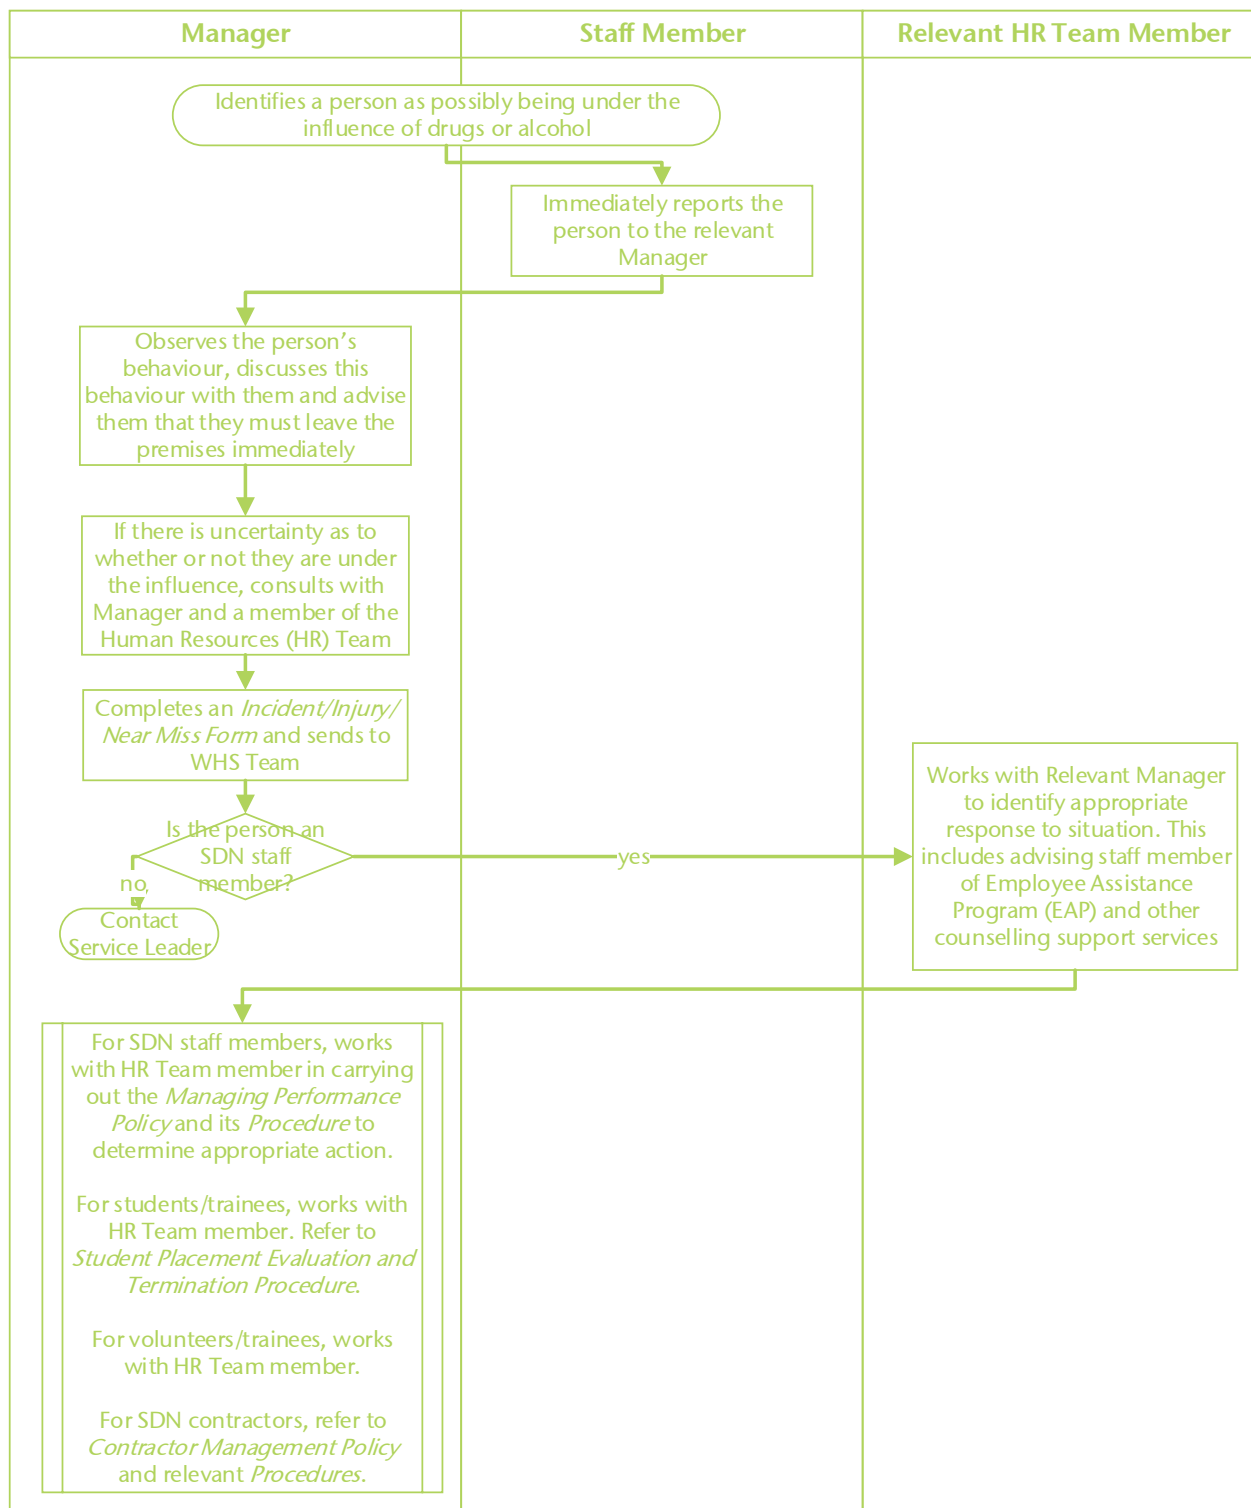 Manager
Staff Member
Relevant HR Team Member
Identifies a person as possibly being under the
influence of drugs or alcohol
Immediately reports the
person to the relevant
Manager
Observes the person's
behaviour, discusses this
behaviour with them and advise
them that they must leave the
premises immediately
If there is uncertainty as to
whether or not they are under
the influence, consults with
Manager and a member of the
Human Resources (HR) Team
Completes an Incident/Injury/
Near Miss Form and sends to
WHS Team
Is the person an
SDN staff
member?
yes
no,
Contact
Service Leader
Works with Relevant Manager
to identify appropriate
response to situation. This
includes advising staff member
of Employee Assistance
Program (EAP) and other
counselling support services
For SDN staff members, works
with HR Team member in carrying
out the Managing Performance
Policy and its Procedure to
determine appropriate action.
For students/trainees, works with
HR Team member. Refer to
Student Placement Evaluation and
Termination Procedure.
For volunteers/trainees, works
with HR Team member.
For SDN contractors, refer to
Contractor Management Policy
and relevant Procedures.